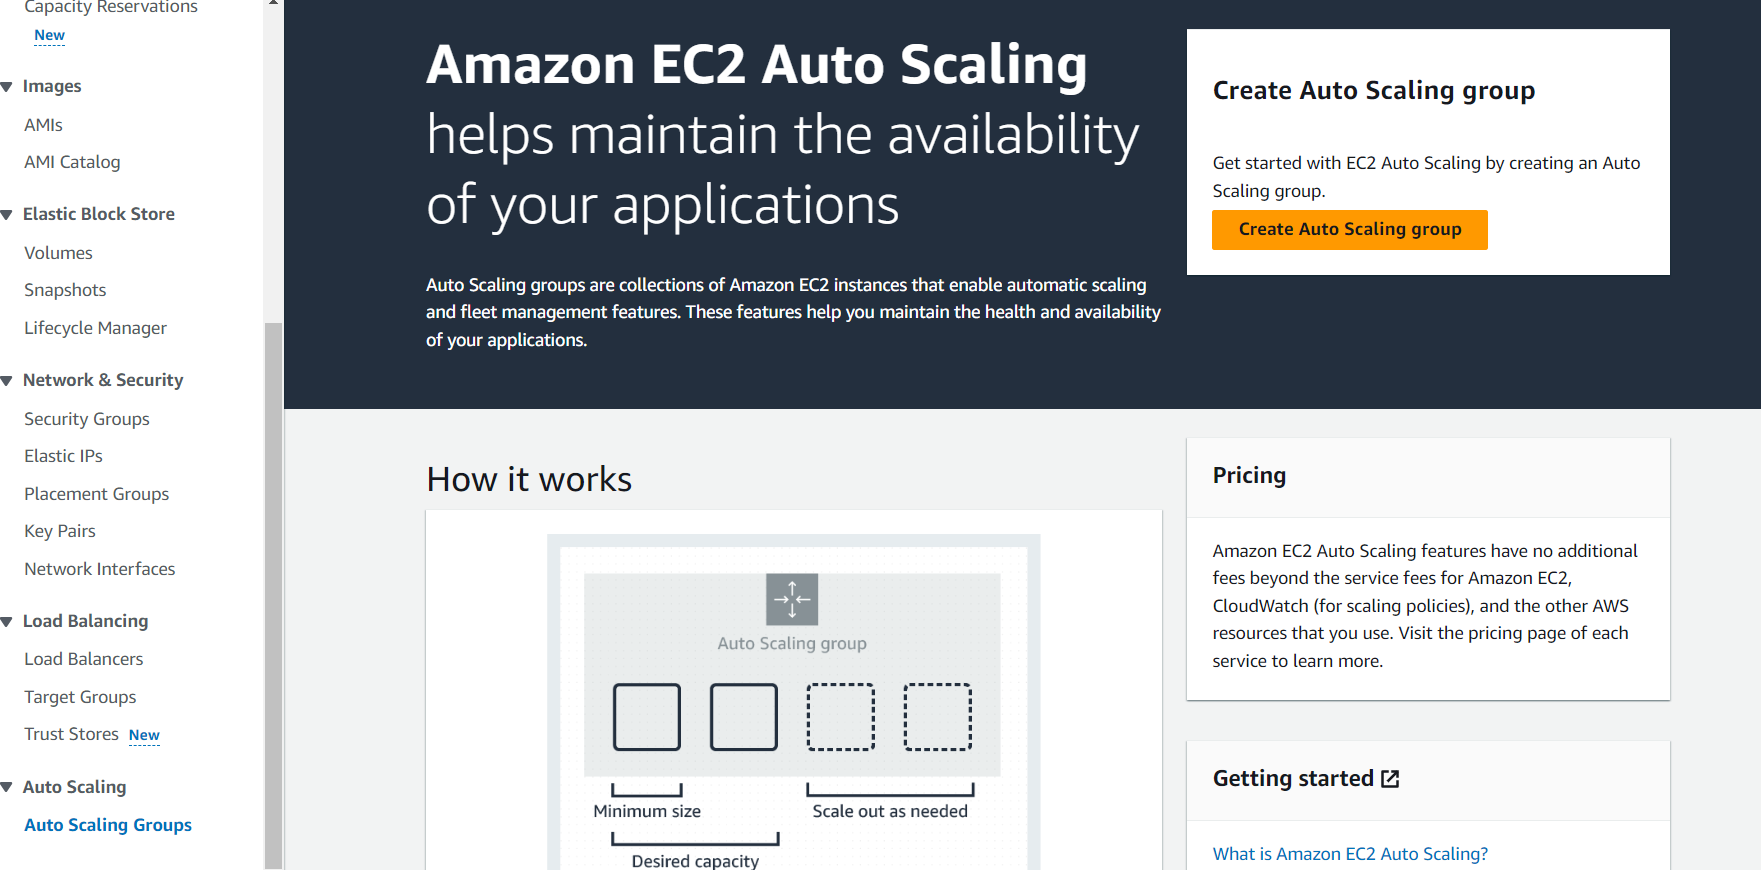 Capacity Reservations
New
Images
AMIs
AMI Catalog
Elastic Block Store
Volumes
Snapshots
Lifecycle Manager
Network & Security
Security Groups
Elastic IPs
Placement Groups
Key Pairs
Network Interfaces
Load Balancing
Load Balancers
Target Groups
Trust Stores New
Auto Scaling
Auto Scaling Groups
Amazon EC2 Auto Scaling
helps maintain the availability
of your applications
Auto Scaling groups are collections of Amazon EC2 instances that enable automatic scaling
and fleet management features. These features help you maintain the health and availability
of your applications.
Create Auto Scaling group
Get started with EC2 Auto Scaling by creating an Auto
Scaling group.
Create Auto Scaling group
How it works
Auto Scaling group
Minimum size
Scale out as needed
Desired capacity
Pricing
Amazon EC2 Auto Scaling features have no additional
fees beyond the service fees for Amazon EC2,
CloudWatch (for scaling policies), and the other AWS
resources that you use. Visit the pricing page of each
service to learn more.
Getting started
What is Amazon EC2 Auto Scaling?